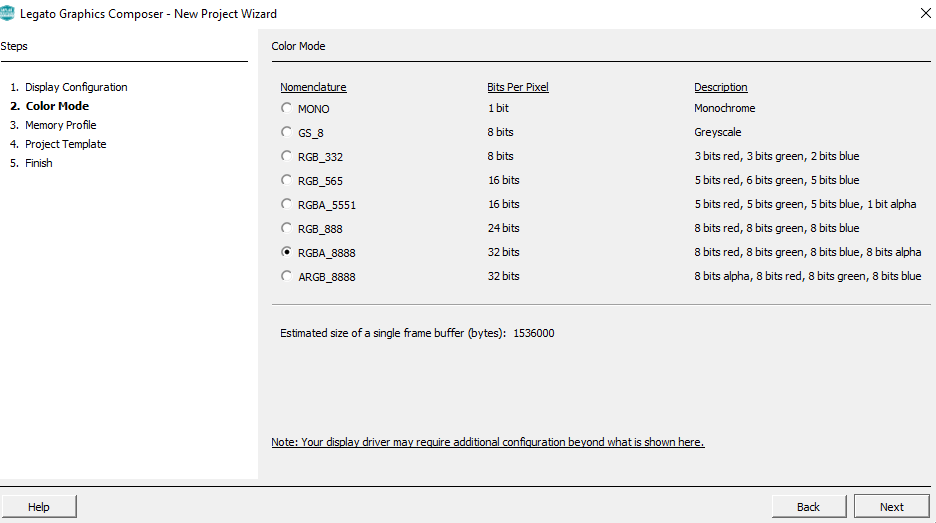 Legato Graphics Composer - New Project Wizard
Steps
1. Display Configuration
2. Color Mode
3. Memory Profile
4. Project Template
5. Finish
Color Mode
Nomenclature Bits Per Pixel Description
MONO 1 bit Monochrome
GS_8 8 bits Greyscale
RGB_332 8 bits 3 bits red, 3 bits green, 2 bits blue
RGB_565 16 bits 5 bits red, 6 bits green, 5 bits blue
RGBA_5551 16 bits 5 bits red, 5 bits green, 5 bits blue, 1 bit alpha
RGB_888 24 bits 8 bits red, 8 bits green, 8 bits blue
RGBA_8888 32 bits 8 bits red, 8 bits green, 8 bits blue, 8 bits alpha
ARGB_8888 32 bits 8 bits alpha, 8 bits red, 8 bits green, 8 bits blue
Estimated size of a single frame buffer (bytes): 1536000
Note: Your display driver may require additional configuration beyond what is shown here.
Help Back Next